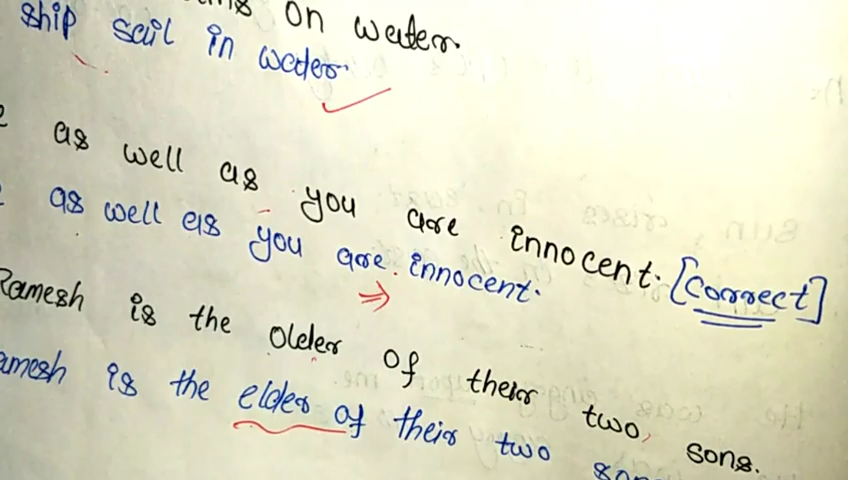 on water.
ship sail in water.
as well as you are innocent. [Correct]
as well as you are innocent.
Ramesh is the older of their two, sons.
amesh is the elder of their two